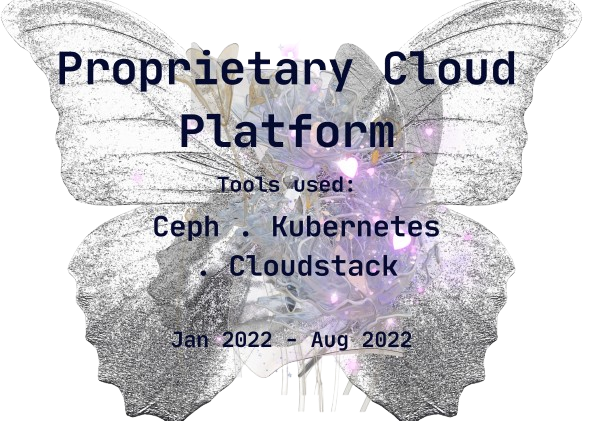 Proprietary Cloud
Platform
Tools used:
Ceph . Kubernetes
. Cloudstack
Jan 2022 – Aug 2022